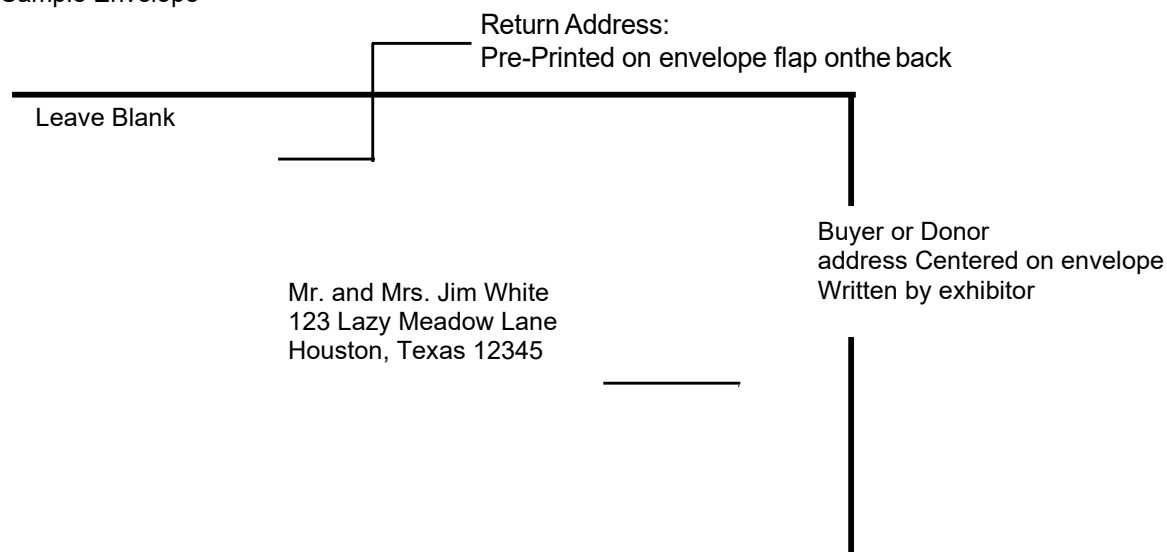 Sample Envelope
Return Address:
Pre-Printed on envelope flap onthe back
Leave Blank
Buyer or Donor
address Centered on envelope
Written by exhibitor
Mr. and Mrs. Jim White
123 Lazy Meadow Lane
Houston, Texas 12345